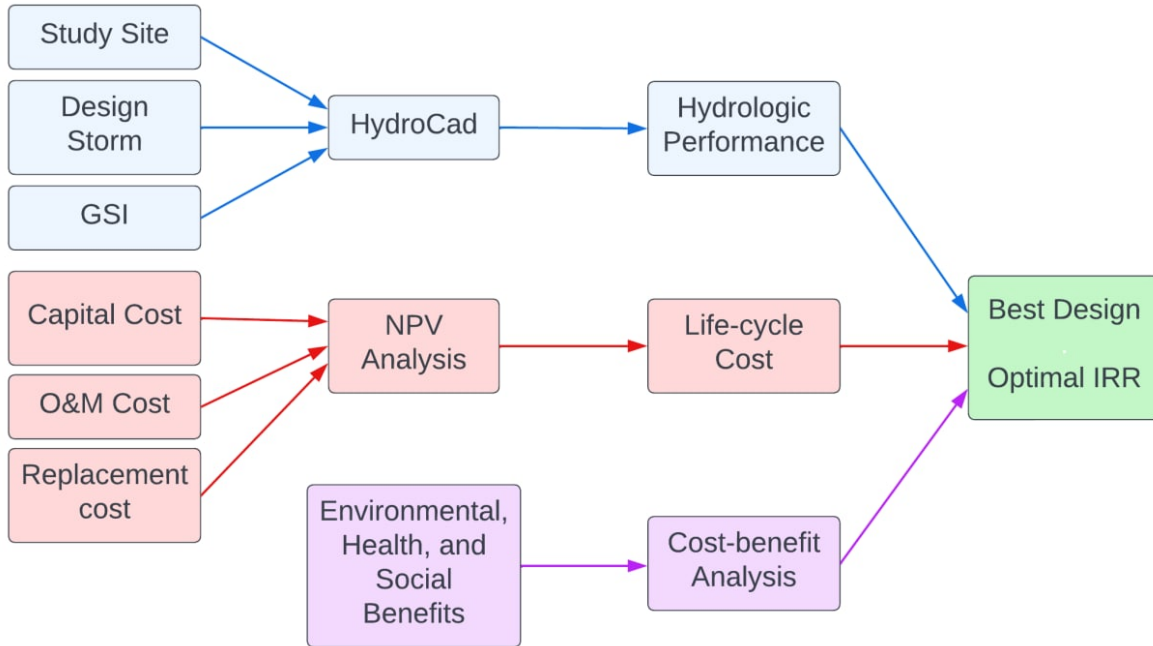 Study Site
Design
Storm
GSI
HydroCad
Hydrologic
Performance
Capital Cost
O&M Cost
Replacement
cost
NPV
Analysis
Life-cycle
Cost
Environmental,
Health, and
Social
Benefits
Cost-benefit
Analysis
Best Design
Optimal IRR